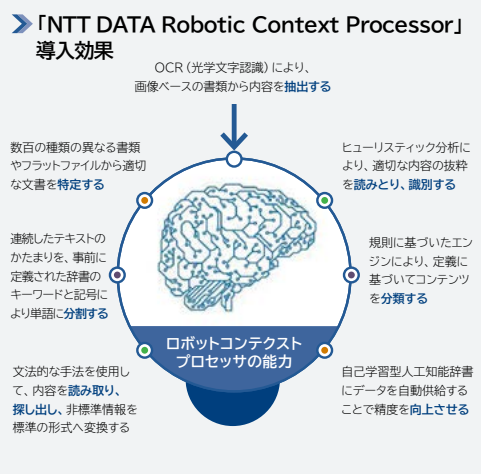 「NTT DATA Robotic Context Processor」
導入効果
OCR（光学文字認識）により、
画像ベースの書類から内容を抽出する
数百の種類の異なる書類
やフラットファイルから適切
な文書を特定する
ヒューリスティック分析に
より、適切な内容の抜粋
を読みとり、識別する
連続したテキストの
かたまりを、事前に
定義された辞書の
キーワードと記号に
より単語に分割する
規則に基づいたエン
ジンにより、定義に
基づいてコンテンツ
を分類する
ロボットコンテクスト
プロセッサの能力
文法的な手法を使用し
て、内容を読み取り、
探し出し、非標準情報を
標準の形式へ変換する
自己学習型人工知能辞書
にデータを自動供給する
ことで精度を向上させる